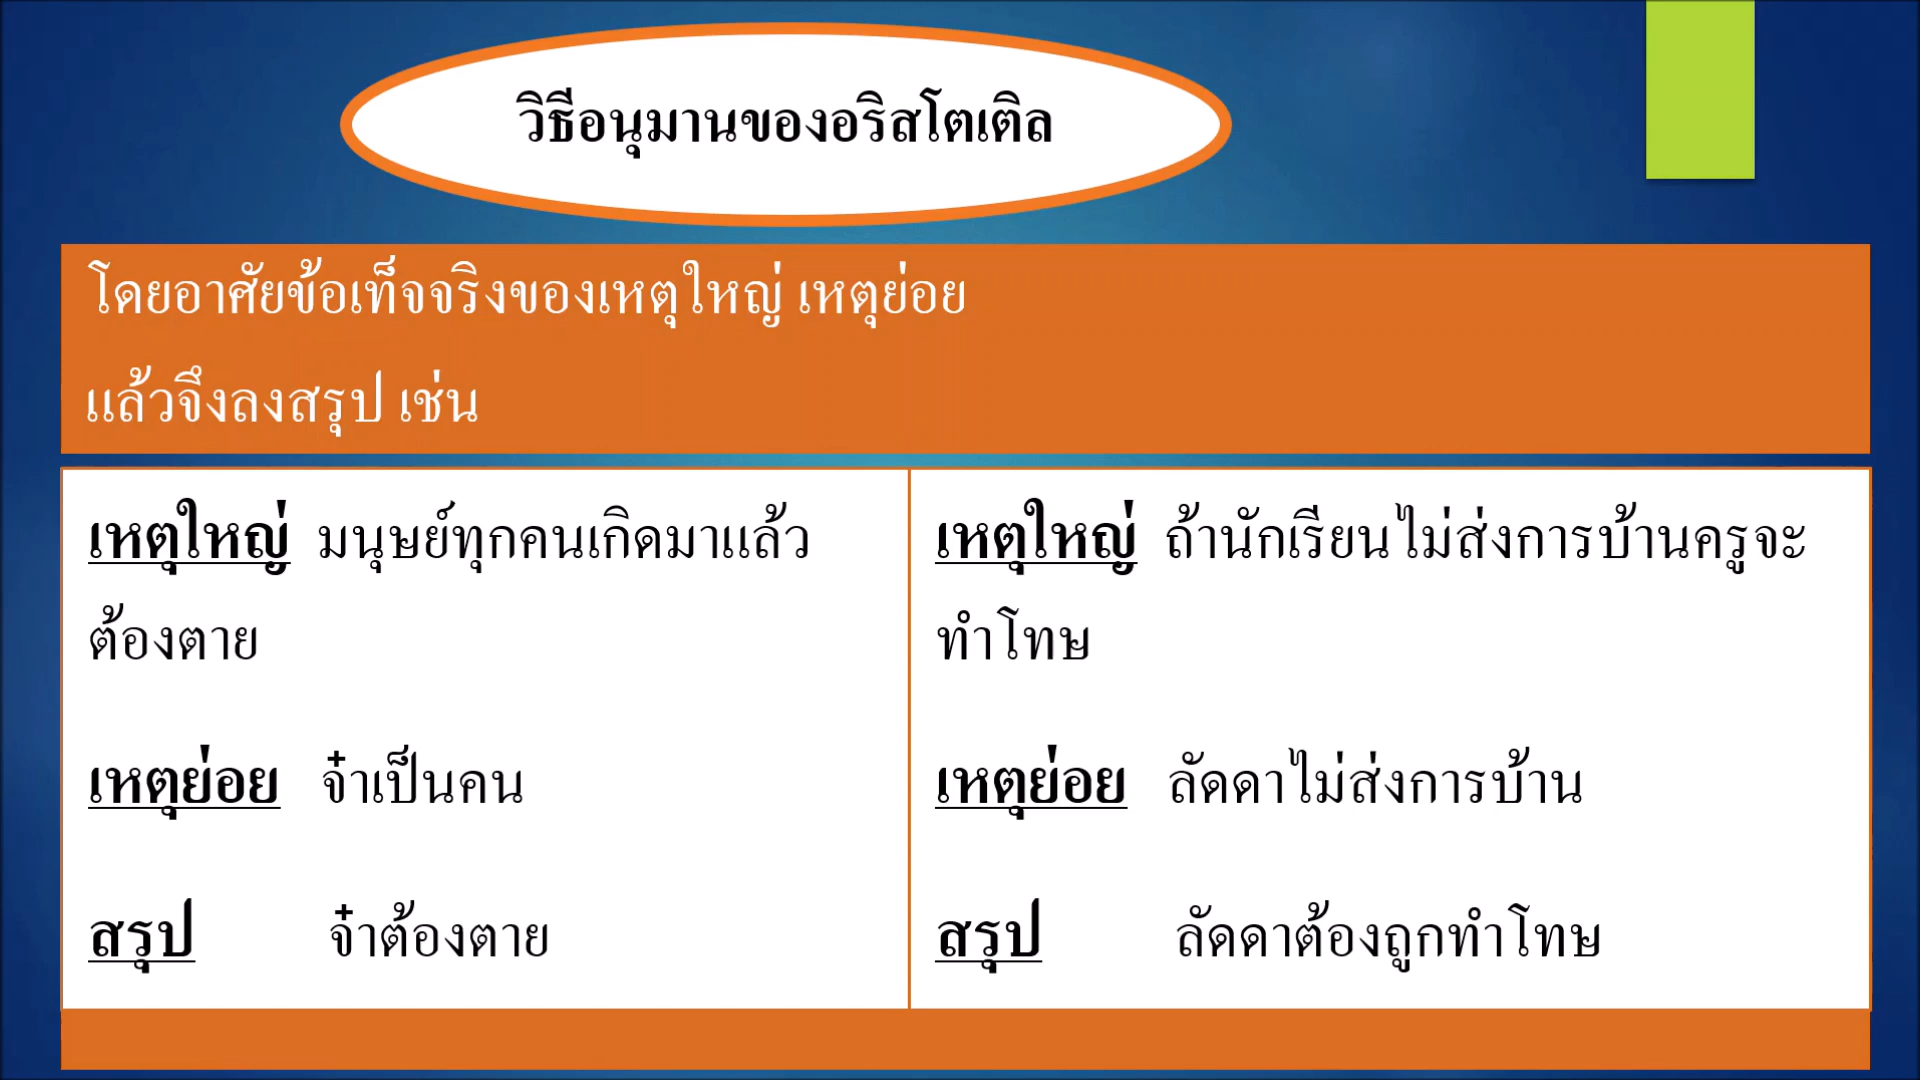 วิธีอนุมานของอริสโตเติล
โดยอาศัยข้อเท็จจริงของเหตุใหญ่ เหตุย่อย
แล้วจึงลงสรุป เช่น
เหตุใหญ่ มนุษย์ทุกคนเกิดมาแล้ว
ต้องตาย
เหตุย่อย จ๋าเป็นคน
สรุป จ๋าต้องตาย
เหตุใหญ่ ถ้านักเรียนไม่ส่งการบ้านครูจะ
ทำโทษ
เหตุย่อย ลัดดาไม่ส่งการบ้าน
สรุป ลัดดาต้องถูกทำโทษ